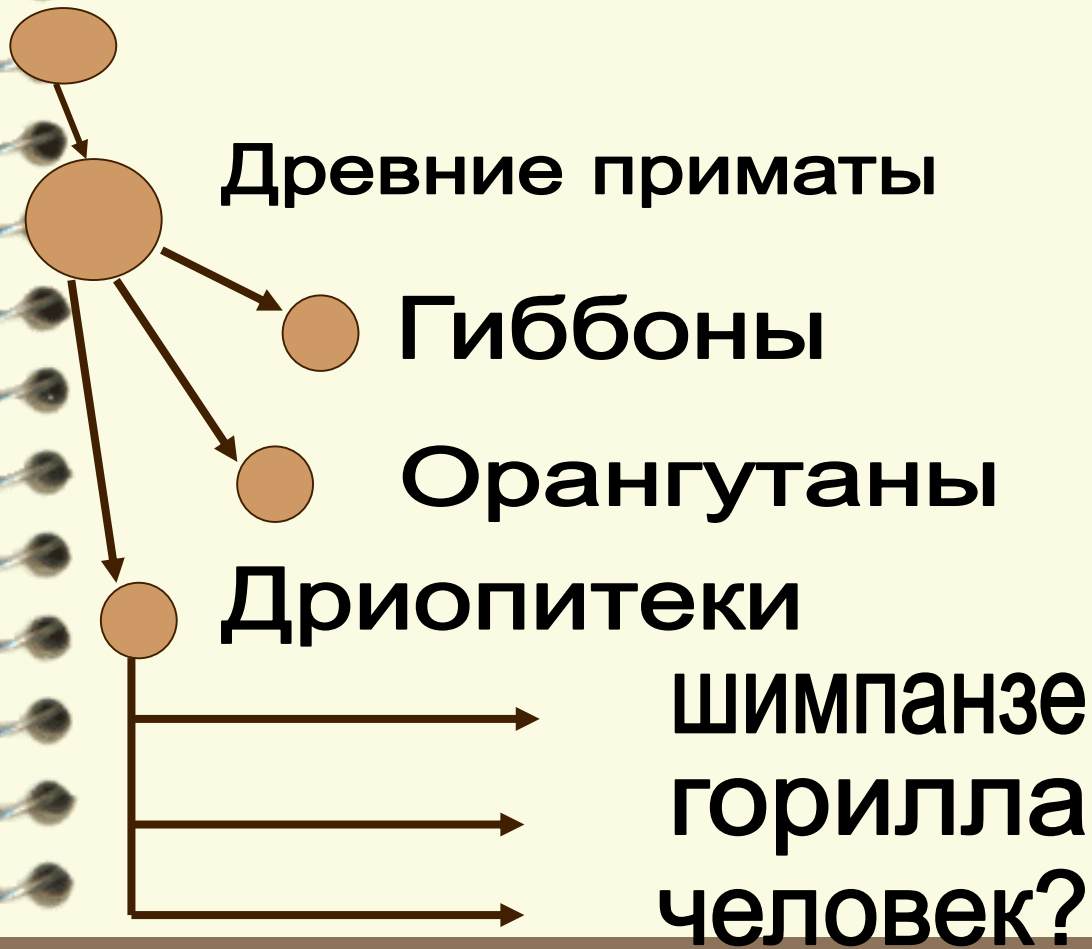 Древние приматы
Гиббоны
Орангутаны
Дриопитеки
шимпанзе
горилла
человек?